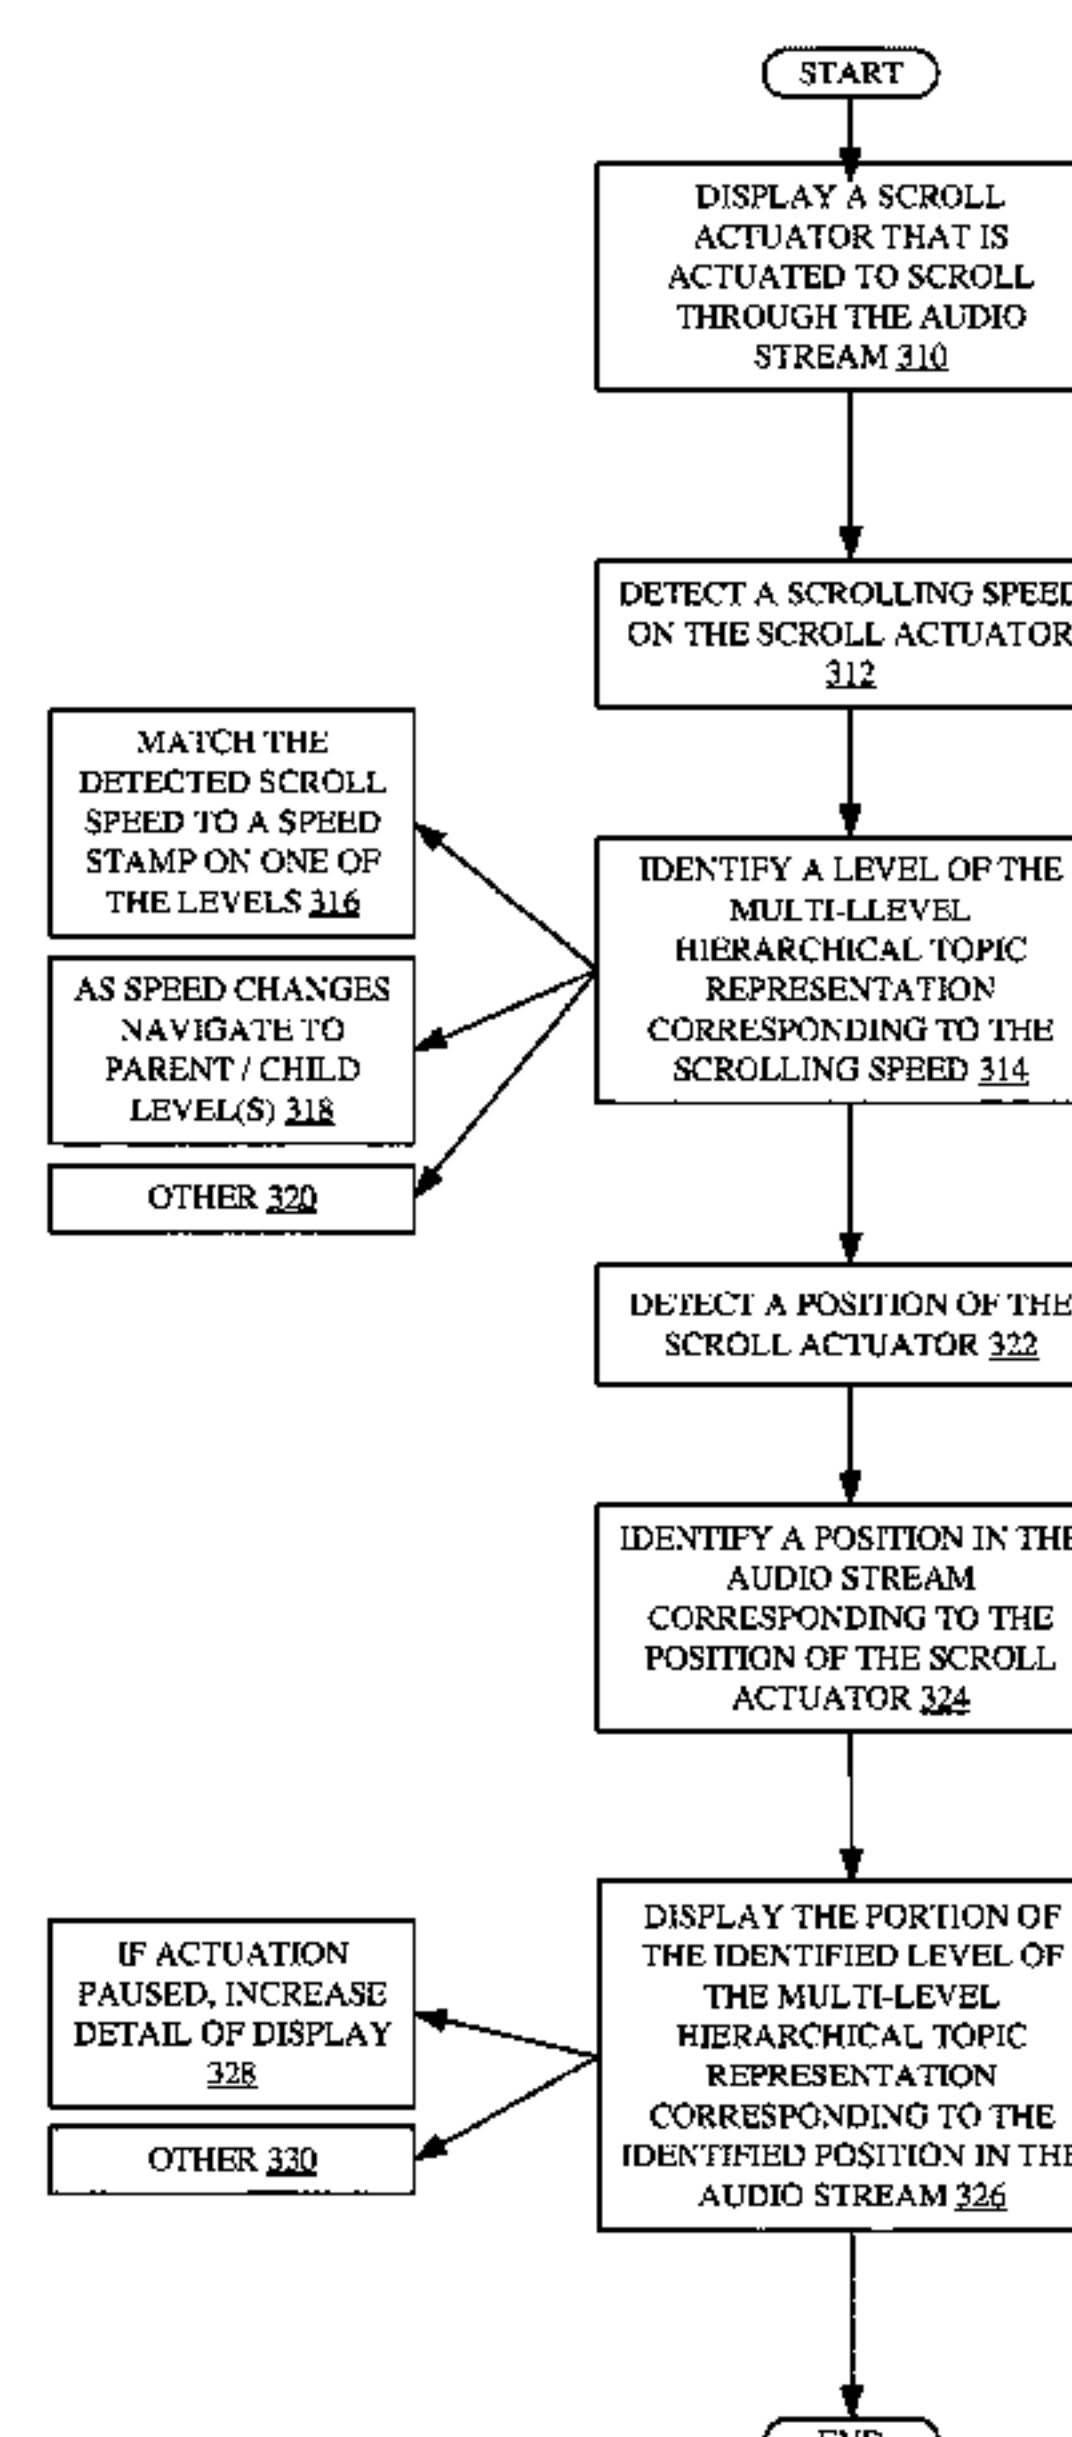 START
DISPLAY A SCROLL
ACTUATOR THAT IS
ACTUATED TO SCROLL
THROUGH THE AUDIO
STREAM 310
DETECT A SCROLLING SPEED
ON THE SCROLL ACTUATOR
312
MATCH THE
DETECTED SCROLL
SPEED TO A SPEED
STAMP ON ONE OF
THE LEVELS 316
IDENTIFY A LEVEL OF THE
MULTI-LLEVEL
HIERARCHICAL TOPIC
REPRESENTATION
CORRESPONDING TO THE
SCROLLING SPEED 314
AS SPEED CHANGES
NAVIGATE TO
PARENT / CHILD
LEVEL(S) 318
OTHER 320
DETECT A POSITION OF THE
SCROLL ACTUATOR 322
IDENTIFY A POSITION IN THE
AUDIO STREAM
CORRESPONDING TO THE
POSITION OF THE SCROLL
ACTUATOR 324
DISPLAY THE PORTION OF
THE IDENTIFIED LEVEL OF
THE MULTI-LEVEL
HIERARCHICAL TOPIC
REPRESENTATION
CORRESPONDING TO THE
IDENTIFIED POSITION IN THE
AUDIO STREAM 326
IF ACTUATION
PAUSED, INCREASE
DETAIL OF DISPLAY
328
OTHER 330
END